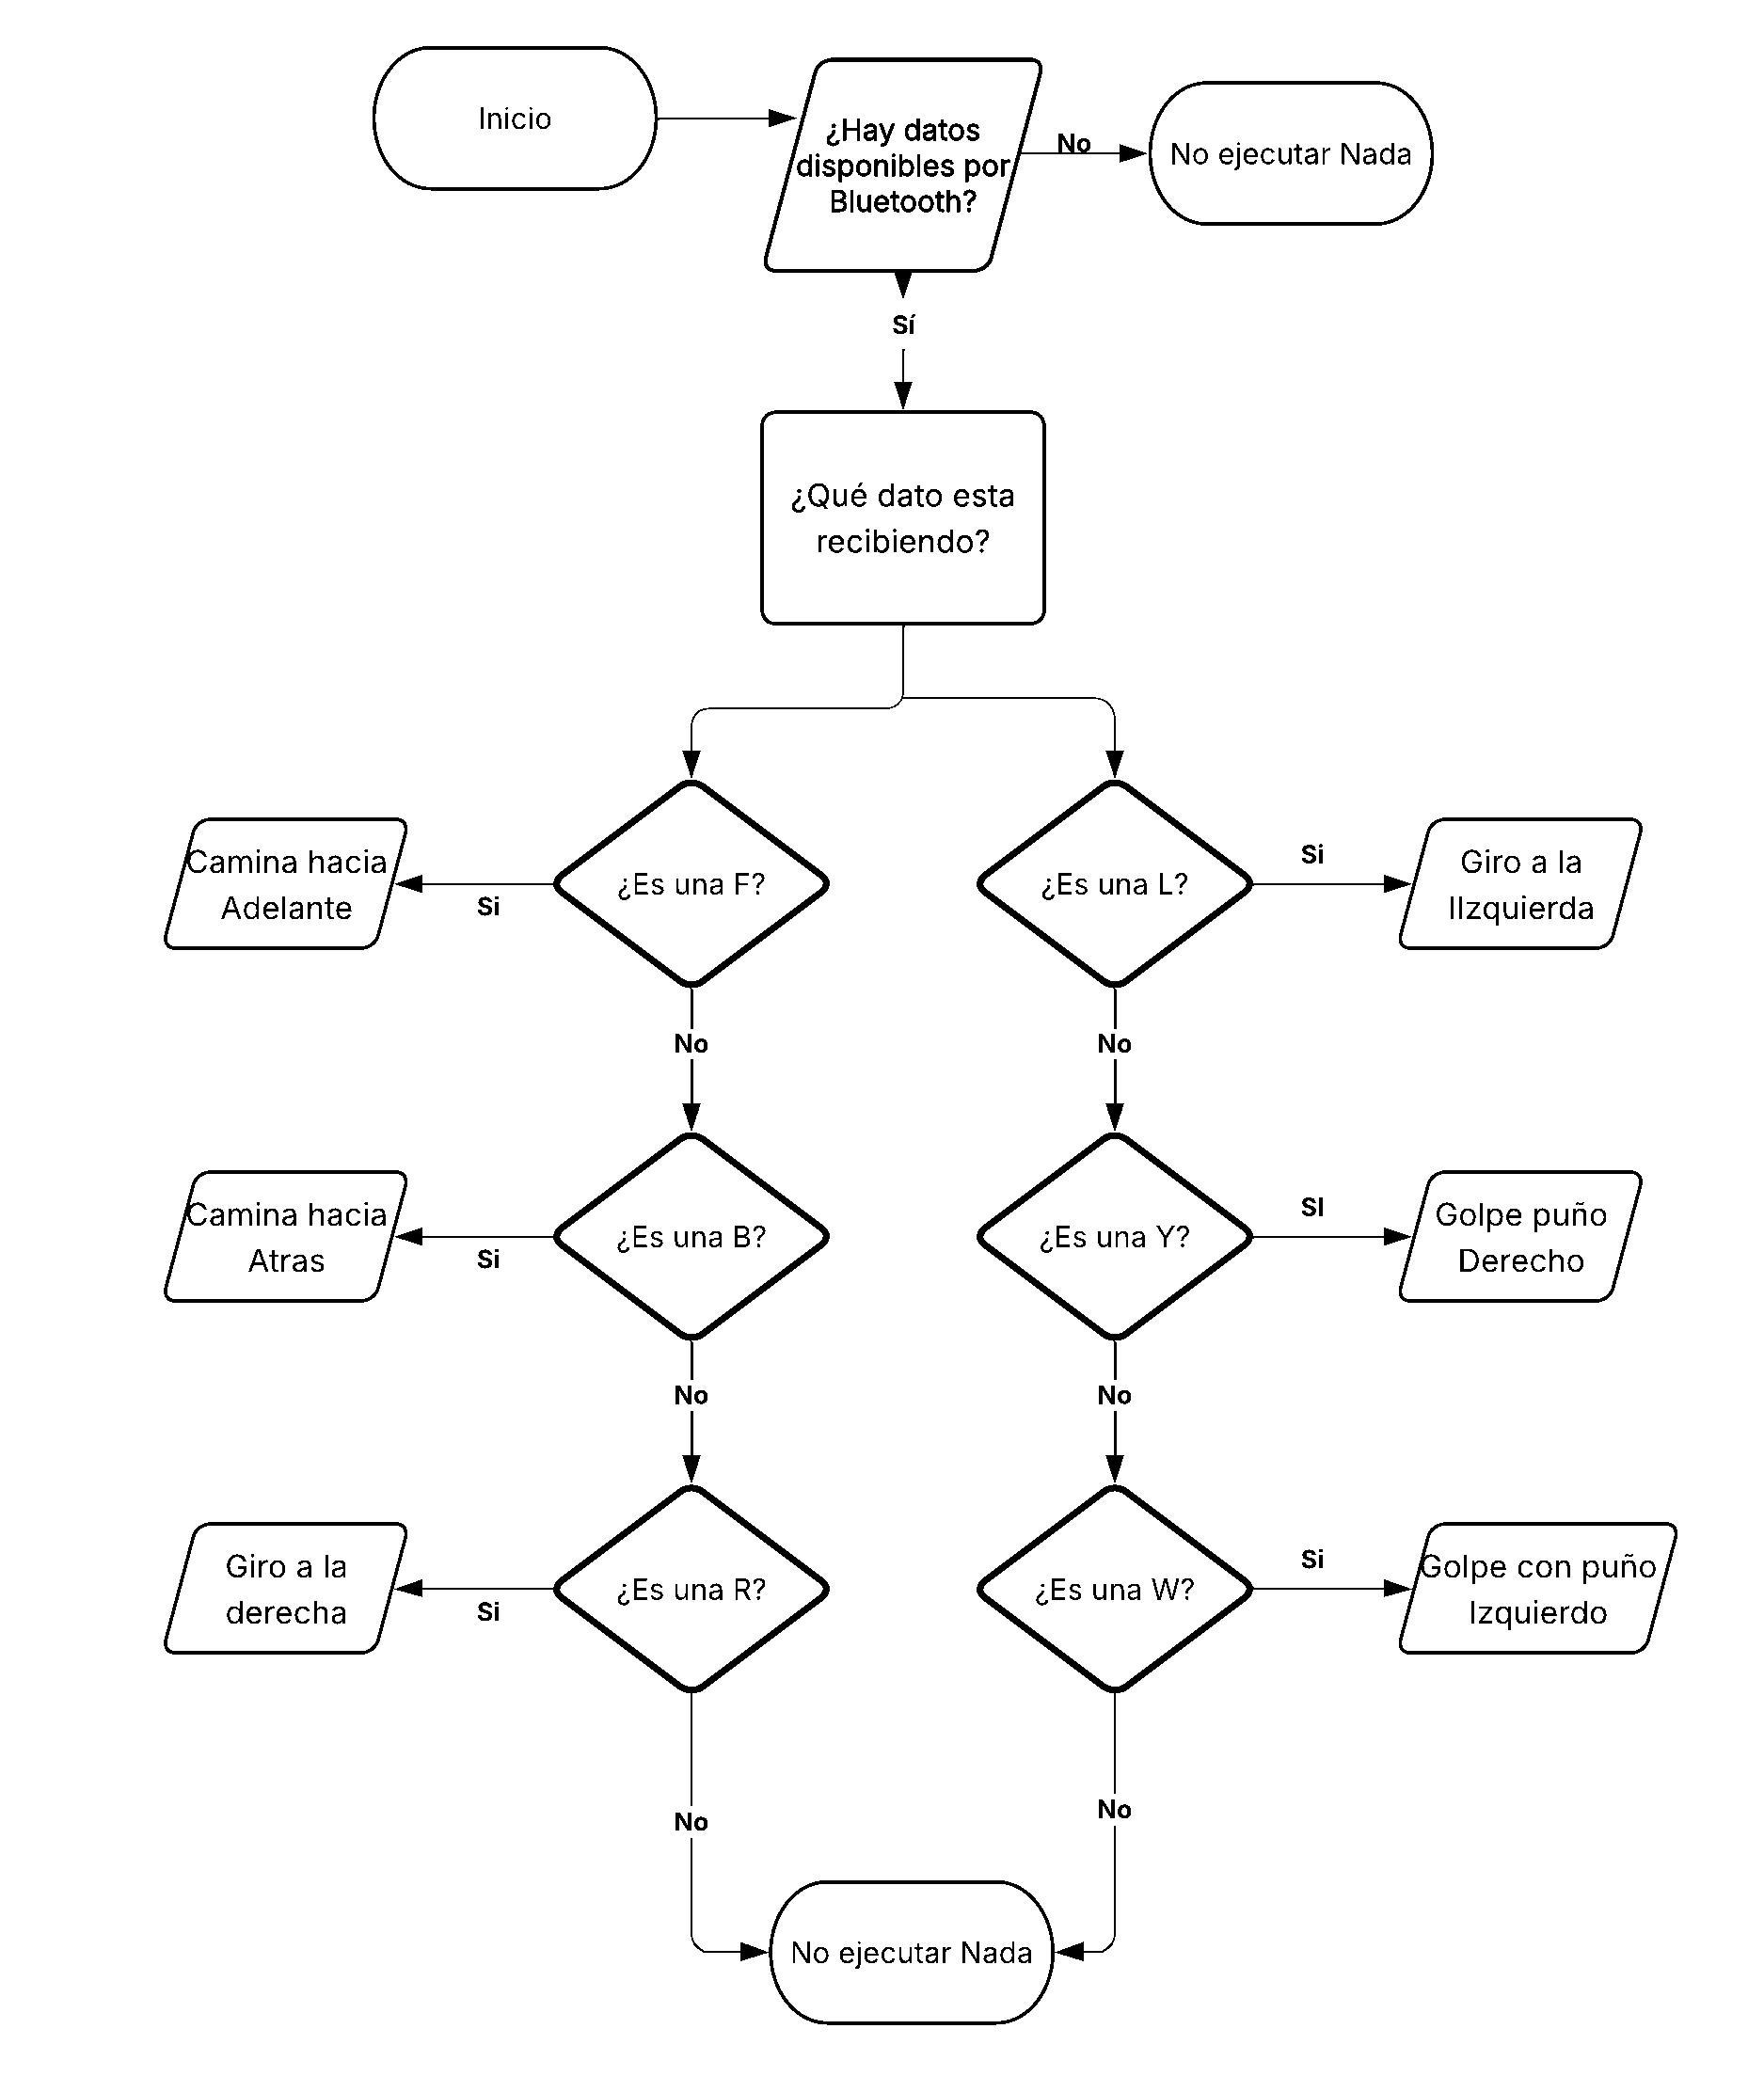 Inicio
¿Hay datos
disponibles por
Bluetooth?
No
No ejecutar Nada
Sí
¿Qué dato esta
recibiendo?
Camina hacia
Adelante
Si
¿Es una F?
¿Es una L?
Si
Giro a la
IIzquierda
No
No
Camina hacia
Atras
Si
¿Es una B?
¿Es una Y?
SI
Golpe puño
Derecho
No
No
Giro a la
derecha
Si
¿Es una R?
¿Es una W?
Si
Golpe con puño
Izquierdo
No
No
No ejecutar Nada